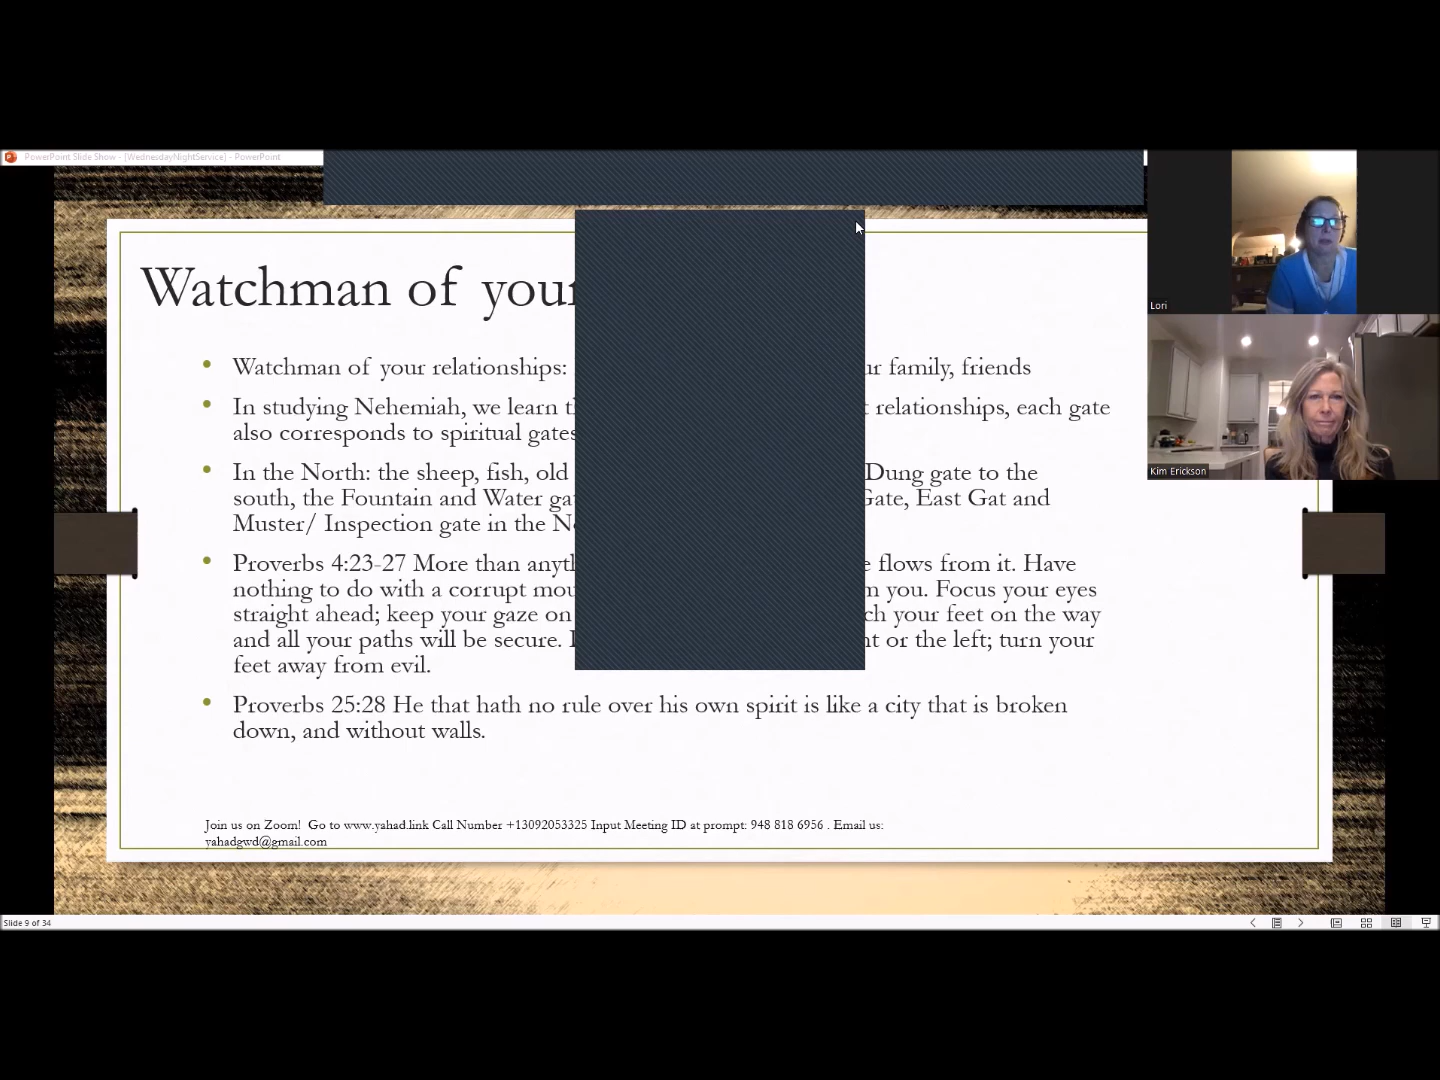 PowerPoint Slide Show - [WednesdayNightService] - PowerPoint
Watchman of your
Watchman of your relationships: family, friends
In studying Nehemiah, we learn relationships, each gate
also corresponds to spiritual gates
In the North: the sheep, fish, old Dung gate to the
south, the Fountain and Water Gate, East Gat and
Muster/ Inspection gate in the
Proverbs 4:23-27 More than flows from it. Have
nothing to do with a corrupt you. Focus your eyes
straight ahead; keep your gaze on your feet on the way
and all your paths will be secure. or the left; turn your
feet away from evil.
Proverbs 25:28 He that hath no rule over his own spirit is like a city that is broken
down, and without walls.
Join us on Zoom! Go to www.yahad.link Call Number +13092053325 Input Meeting ID at prompt: 948 818 6956 . Email us:
yahadgwd@gmail.com
Lori
Kim Erickson
Slide 9 of 34